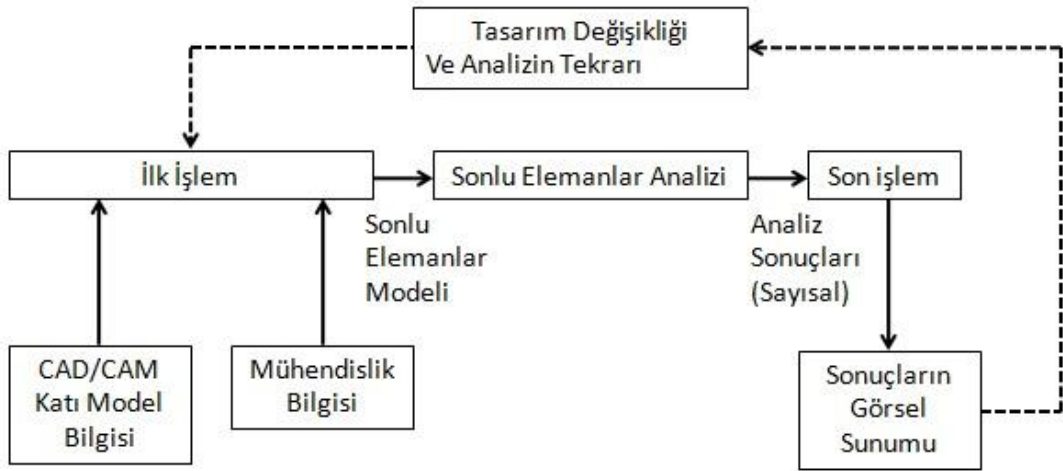 Tasarım Değişikliği
Ve Analizin Tekrarı
İlk İşlem
Sonlu Elemanlar Analizi
Son işlem
Sonlu
Elemanlar
Modeli
Analiz
Sonuçları
(Sayısal)
CAD/CAM
Katı Model
Bilgisi
Mühendislik
Bilgisi
Sonuçların
Görsel
Sunumu